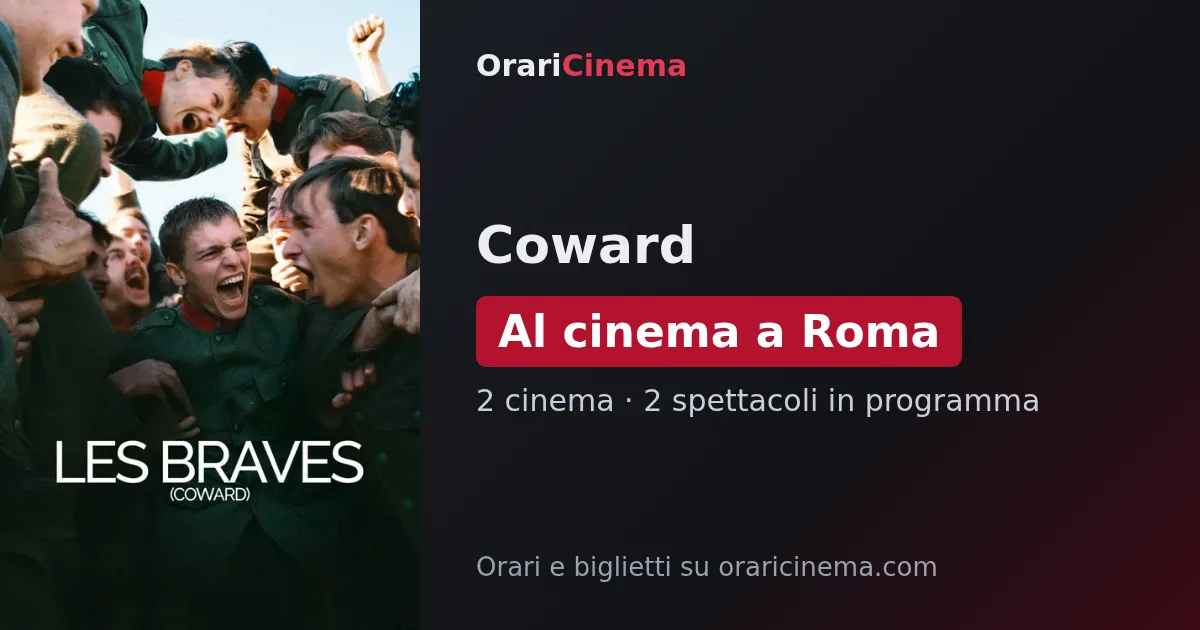 LES BRAVES
(COWARD)
OrariCinema
Coward
Al cinema a Roma
2 cinema · 2 spettacoli in programma
Orari e biglietti su oraricinema.com